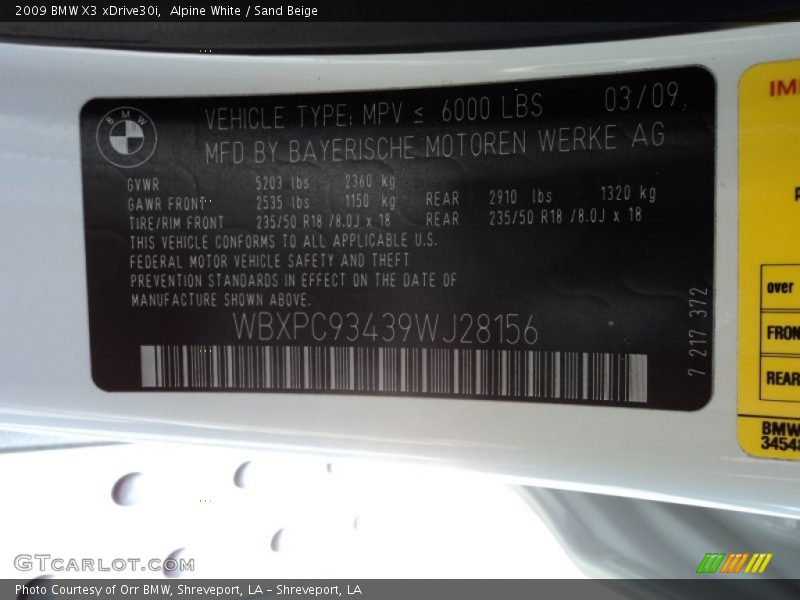 2009 BMW X3 xDrive30i, Alpine White / Sand Beige
BMW
VEHICLE TYPE: MPV ≤ 6000 LBS 03/09
MFD BY BAYERISCHE MOTOREN WERKE AG
GVWR 5203 lbs 2360 kg
GAWR FRONT 2535 lbs 1150 kg REAR 2910 lbs 1320 kg
TIRE/RIM FRONT 235/50 R18 /8.0J x 18 REAR 235/50 R18 /8.0J x 18
THIS VEHICLE CONFORMS TO ALL APPLICABLE U.S.
FEDERAL MOTOR VEHICLE SAFETY AND THEFT
PREVENTION STANDARDS IN EFFECT ON THE DATE OF
MANUFACTURE SHOWN ABOVE.
WBXPC93439WJ28156
7 217 372
over
FRON
REAR
BMW
GTcarlot.com
Photo Courtesy of Orr BMW, Shreveport, LA – Shreveport, LA